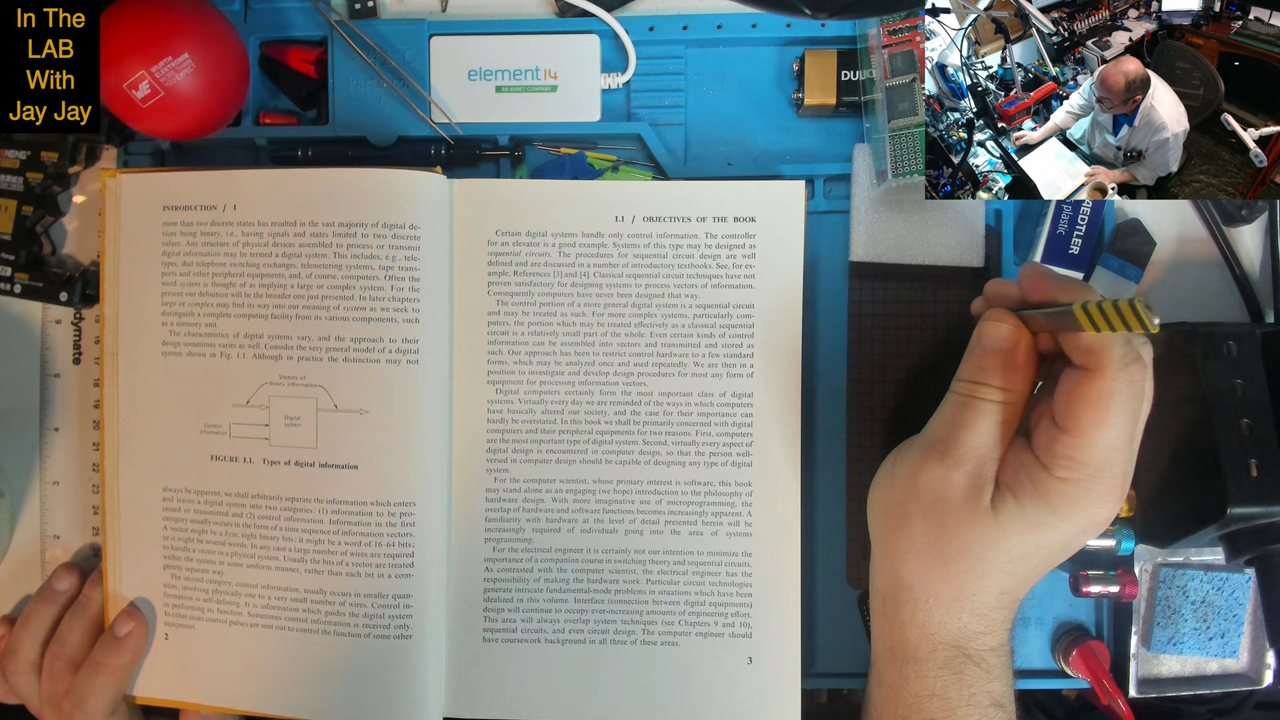 In The
LAB
With
Jay Jay
WURTH
ELEKTRONIK
element14
AN AVNET COMPANY
INTRODUCTION / 1
more than two discrete states has resulted in the vast majority of digital de-
vices being binary, i.e., having signals and states limited to two discrete
values. Any structure of physical devices assembled to process or transmit
digital information may be termed a digital system. This includes, e.g., tele-
types, dial telephone switching exchanges, telemetering systems, tape trans-
ports and other peripheral equipments, and, of course, computers. Often the
word system is thought of as implying a large or complex system. For the
present our definition will be the broader one just presented. In later chapters
large or complex may find its way into our meaning of system as we seek to
distinguish a complete computing facility from its various components, such
as a memory unit.
The characteristics of digital systems vary, and the approach to their
design sometimes varies as well. Consider the very general model of a digital
system shown in Fig. 1.1. Although in practice the distinction may not
Vectors of
binary information
Digital
system
Control
information
FIGURE 1.1. Types of digital information
always be apparent, we shall arbitrarily separate the information which enters
and leaves a digital system into two categories: (1) information to be pro-
cessed or transmitted and (2) control information. Information in the first
category usually occurs in the form of a time sequence of information vectors.
A vector might be a byte, eight binary bits; it might be a word of 16-64 bits;
or it might be several words. In any case a large number of wires are required
to handle a vector in a physical system. Usually the bits of a vector are treated
within the system in some uniform manner, rather than each bit in a com-
pletely separate way.
The second category, control information, usually occurs in smaller quan-
tities, involving physically one to a very small number of wires. Control in-
formation is self-defining. It is information which guides the digital system
in performing its function. Sometimes control information is received only.
In other cases control pulses are sent out to control the function of some other
equipment.
2
1.1 / OBJECTIVES OF THE BOOK
Certain digital systems handle only control information. The controller
for an elevator is a good example. Systems of this type may be designed as
sequential circuits. The procedures for sequential circuit design are well
defined and are discussed in a number of introductory textbooks. See, for ex-
ample, References [3] and [4]. Classical sequential circuit techniques have not
proven satisfactory for designing systems to process vectors of information.
Consequently computers have never been designed that way.
The control portion of a more general digital system is a sequential circuit
and may be treated as such. For more complex systems, particularly com-
puters, the portion which may be treated effectively as a classical sequential
circuit is a relatively small part of the whole. Even certain kinds of control
information can be assembled into vectors and transmitted and stored as
such. Our approach has been to restrict control hardware to a few standard
forms, which may be analyzed once and used repeatedly. We are then in a
position to investigate and develop design procedures for most any form of
equipment for processing information vectors.
Digital computers certainly form the most important class of digital
systems. Virtually every day we are reminded of the ways in which computers
have basically altered our society, and the case for their importance can
hardly be overstated. In this book we shall be primarily concerned with digital
computers and their peripheral equipments for two reasons. First, computers
are the most important type of digital system. Second, virtually every aspect of
digital design is encountered in computer design, so that the person well-
versed in computer design should be capable of designing any type of digital
system.
For the computer scientist, whose primary interest is software, this book
may stand alone as an engaging (we hope) introduction to the philosophy of
hardware design. With more imaginative use of microprogramming, the
overlap of hardware and software functions becomes increasingly apparent. A
familiarity with hardware at the level of detail presented herein will be
increasingly required of individuals going into the area of systems
programming.
For the electrical engineer it is certainly not our intention to minimize the
importance of a companion course in switching theory and sequential circuits.
As contrasted with the computer scientist, the electrical engineer has the
responsibility of making the hardware work. Particular circuit technologies
generate intricate fundamental-mode problems in situations which have been
idealized in this volume. Interface (connection between digital equipments)
design will continue to occupy ever-increasing amounts of engineering effort.
This area will always overlap system techniques (see Chapters 9 and 10),
sequential circuits, and even circuit design. The computer engineer should
have coursework background in all three of these areas.
3
AEDTLER
plastic
dymate
19
20
21
22
23
24
25